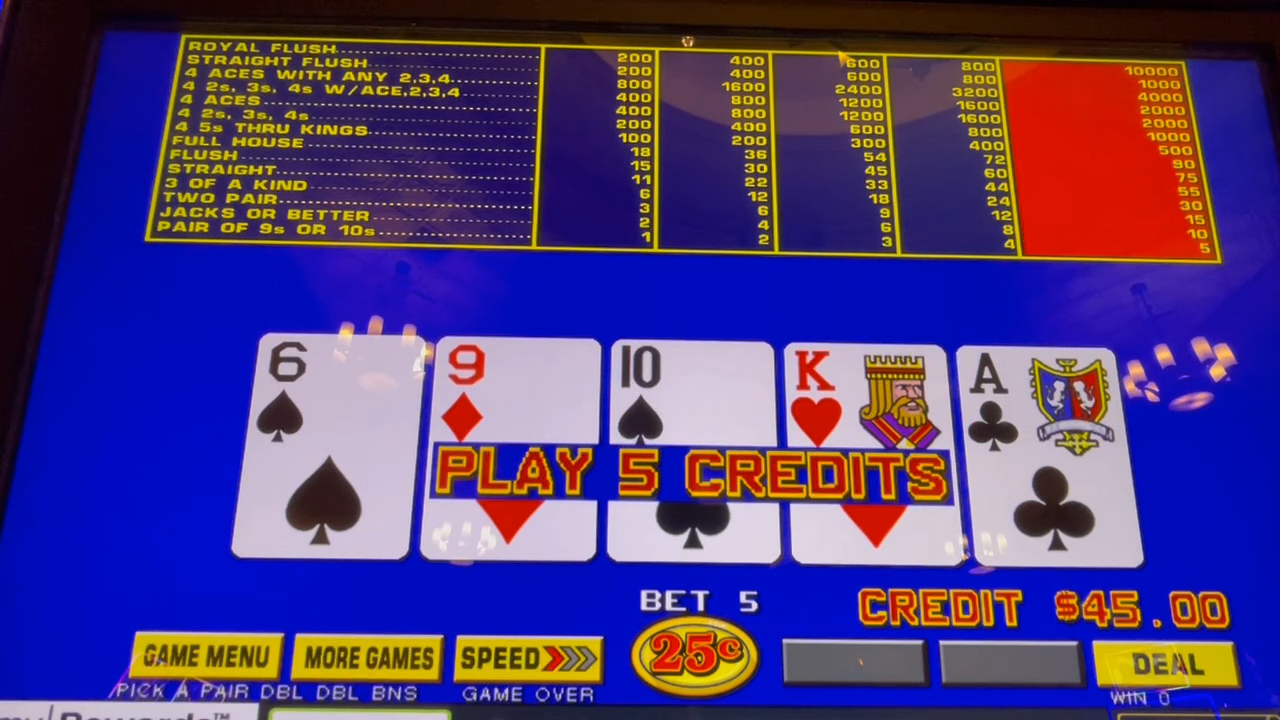 ROYAL FLUSH 200 400 600 800 10000
STRAIGHT FLUSH 200 400 600 800 1000
4 ACES WITH ANY 2,3,4 800 1600 2400 3200 4000
4 2s, 3s, 4s W/ACE,2,3,4 400 800 1200 1600 2000
4 ACES 400 800 1200 1600 2000
4 2s, 3s, 4s 200 400 600 800 1000
4 5s THRU KINGS 100 200 300 400 500
FULL HOUSE 18 36 54 72 90
FLUSH 15 30 45 60 75
STRAIGHT 11 22 33 44 55
3 OF A KIND 6 12 18 24 30
TWO PAIR 3 6 9 12 15
JACKS OR BETTER 2 4 6 8 10
PAIR OF 9s OR 10s 1 2 3 4 5
6 9 10 K A
PLAY 5 CREDITS
BET 5
CREDIT $45.00
GAME MENU MORE GAMES SPEED 25¢ DEAL
PICK A PAIR DBL DBL BNS GAME OVER WIN 0
Rewards™